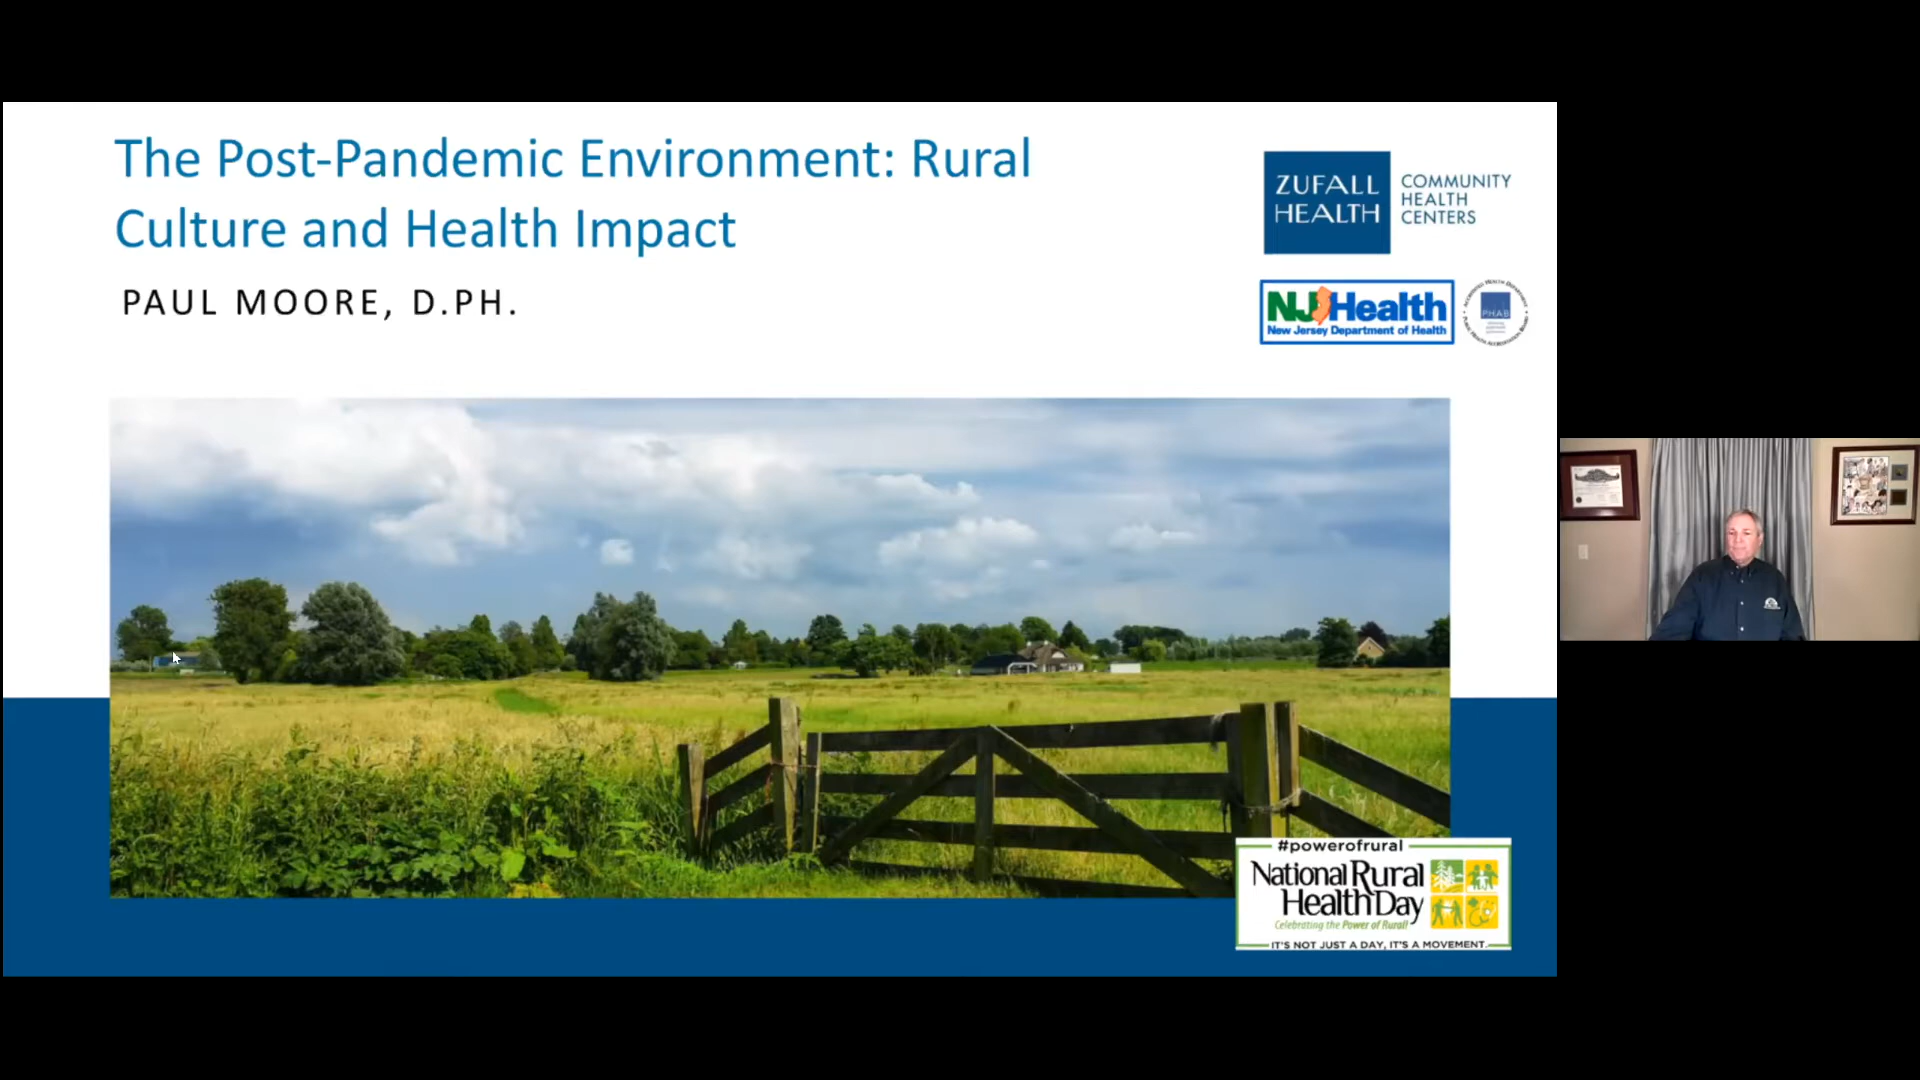 The Post-Pandemic Environment: Rural
Culture and Health Impact
PAUL MOORE, D.PH.
ZUFALL
HEALTH
COMMUNITY
HEALTH
CENTERS
NJHealth
New Jersey Department of Health
PHAB
#powerofrural
National Rural
Health Day
Celebrating the Power of Rural!
IT'S NOT JUST A DAY, IT'S A MOVEMENT.